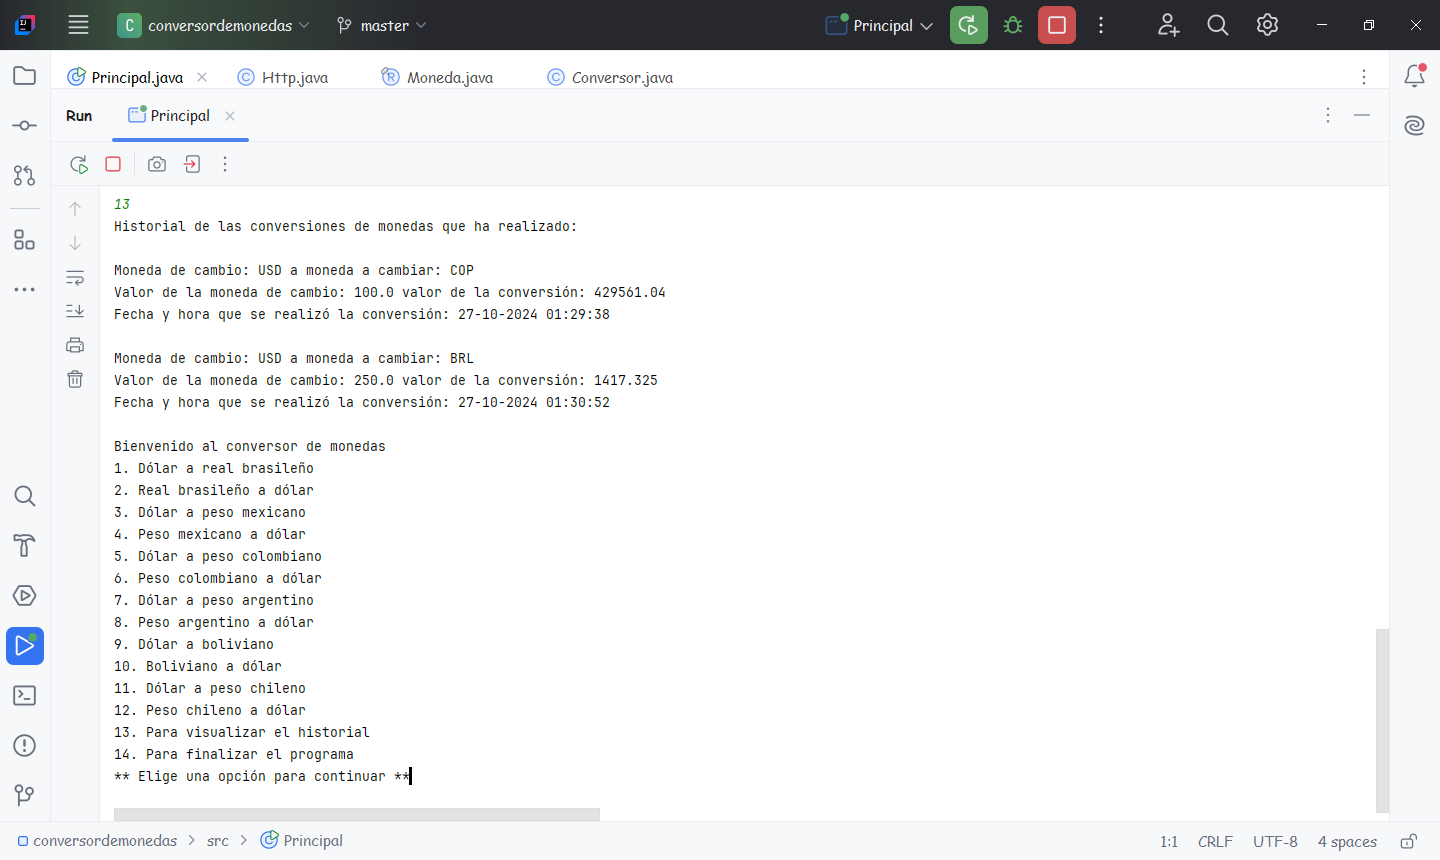 C conversordemonedas master Principal
Principal.java Http.java Moneda.java Conversor.java
Run Principal
13
Historial de las conversiones de monedas que ha realizado:
Moneda de cambio: USD a moneda a cambiar: COP
Valor de la moneda de cambio: 100.0 valor de la conversión: 429561.04
Fecha y hora que se realizó la conversión: 27-10-2024 01:29:38
Moneda de cambio: USD a moneda a cambiar: BRL
Valor de la moneda de cambio: 250.0 valor de la conversión: 1417.325
Fecha y hora que se realizó la conversión: 27-10-2024 01:30:52
Bienvenido al conversor de monedas
1. Dólar a real brasileño
2. Real brasileño a dólar
3. Dólar a peso mexicano
4. Peso mexicano a dólar
5. Dólar a peso colombiano
6. Peso colombiano a dólar
7. Dólar a peso argentino
8. Peso argentino a dólar
9. Dólar a boliviano
10. Boliviano a dólar
11. Dólar a peso chileno
12. Peso chileno a dólar
13. Para visualizar el historial
14. Para finalizar el programa
** Elige una opción para continuar **
conversordemonedas > src > Principal 1:1 CRLF UTF-8 4 spaces